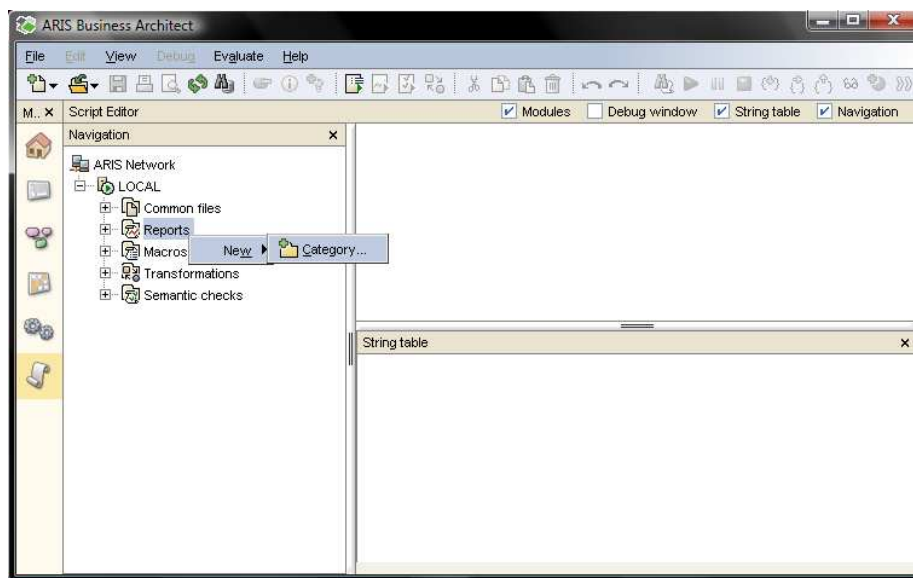 ARIS Business Architect
File Edit View Debug Evaluate Help
M.. × Script Editor Modules Debug window String table Navigation
Navigation
ARIS Network
LOCAL
Common files
Reports
New Category...
Macros
Transformations
Semantic checks
String table